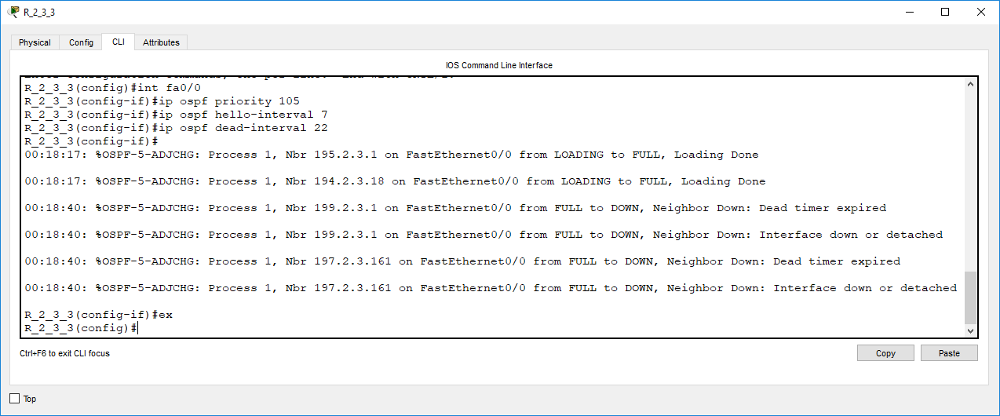 R_2_3_3
Physical Config CLI Attributes
IOS Command Line Interface
R_2_3_3(config)#int fa0/0
R_2_3_3(config-if)#ip ospf priority 105
R_2_3_3(config-if)#ip ospf hello-interval 7
R_2_3_3(config-if)#ip ospf dead-interval 22
R_2_3_3(config-if)#
00:18:17: %OSPF-5-ADJCHG: Process 1, Nbr 195.2.3.1 on FastEthernet0/0 from LOADING to FULL, Loading Done
00:18:17: %OSPF-5-ADJCHG: Process 1, Nbr 194.2.3.18 on FastEthernet0/0 from LOADING to FULL, Loading Done
00:18:40: %OSPF-5-ADJCHG: Process 1, Nbr 199.2.3.1 on FastEthernet0/0 from FULL to DOWN, Neighbor Down: Dead timer expired
00:18:40: %OSPF-5-ADJCHG: Process 1, Nbr 199.2.3.1 on FastEthernet0/0 from FULL to DOWN, Neighbor Down: Interface down or detached
00:18:40: %OSPF-5-ADJCHG: Process 1, Nbr 197.2.3.161 on FastEthernet0/0 from FULL to DOWN, Neighbor Down: Dead timer expired
00:18:40: %OSPF-5-ADJCHG: Process 1, Nbr 197.2.3.161 on FastEthernet0/0 from FULL to DOWN, Neighbor Down: Interface down or detached
R_2_3_3(config-if)#ex
R_2_3_3(config)#
Ctrl+F6 to exit CLI focus
Copy Paste
Top